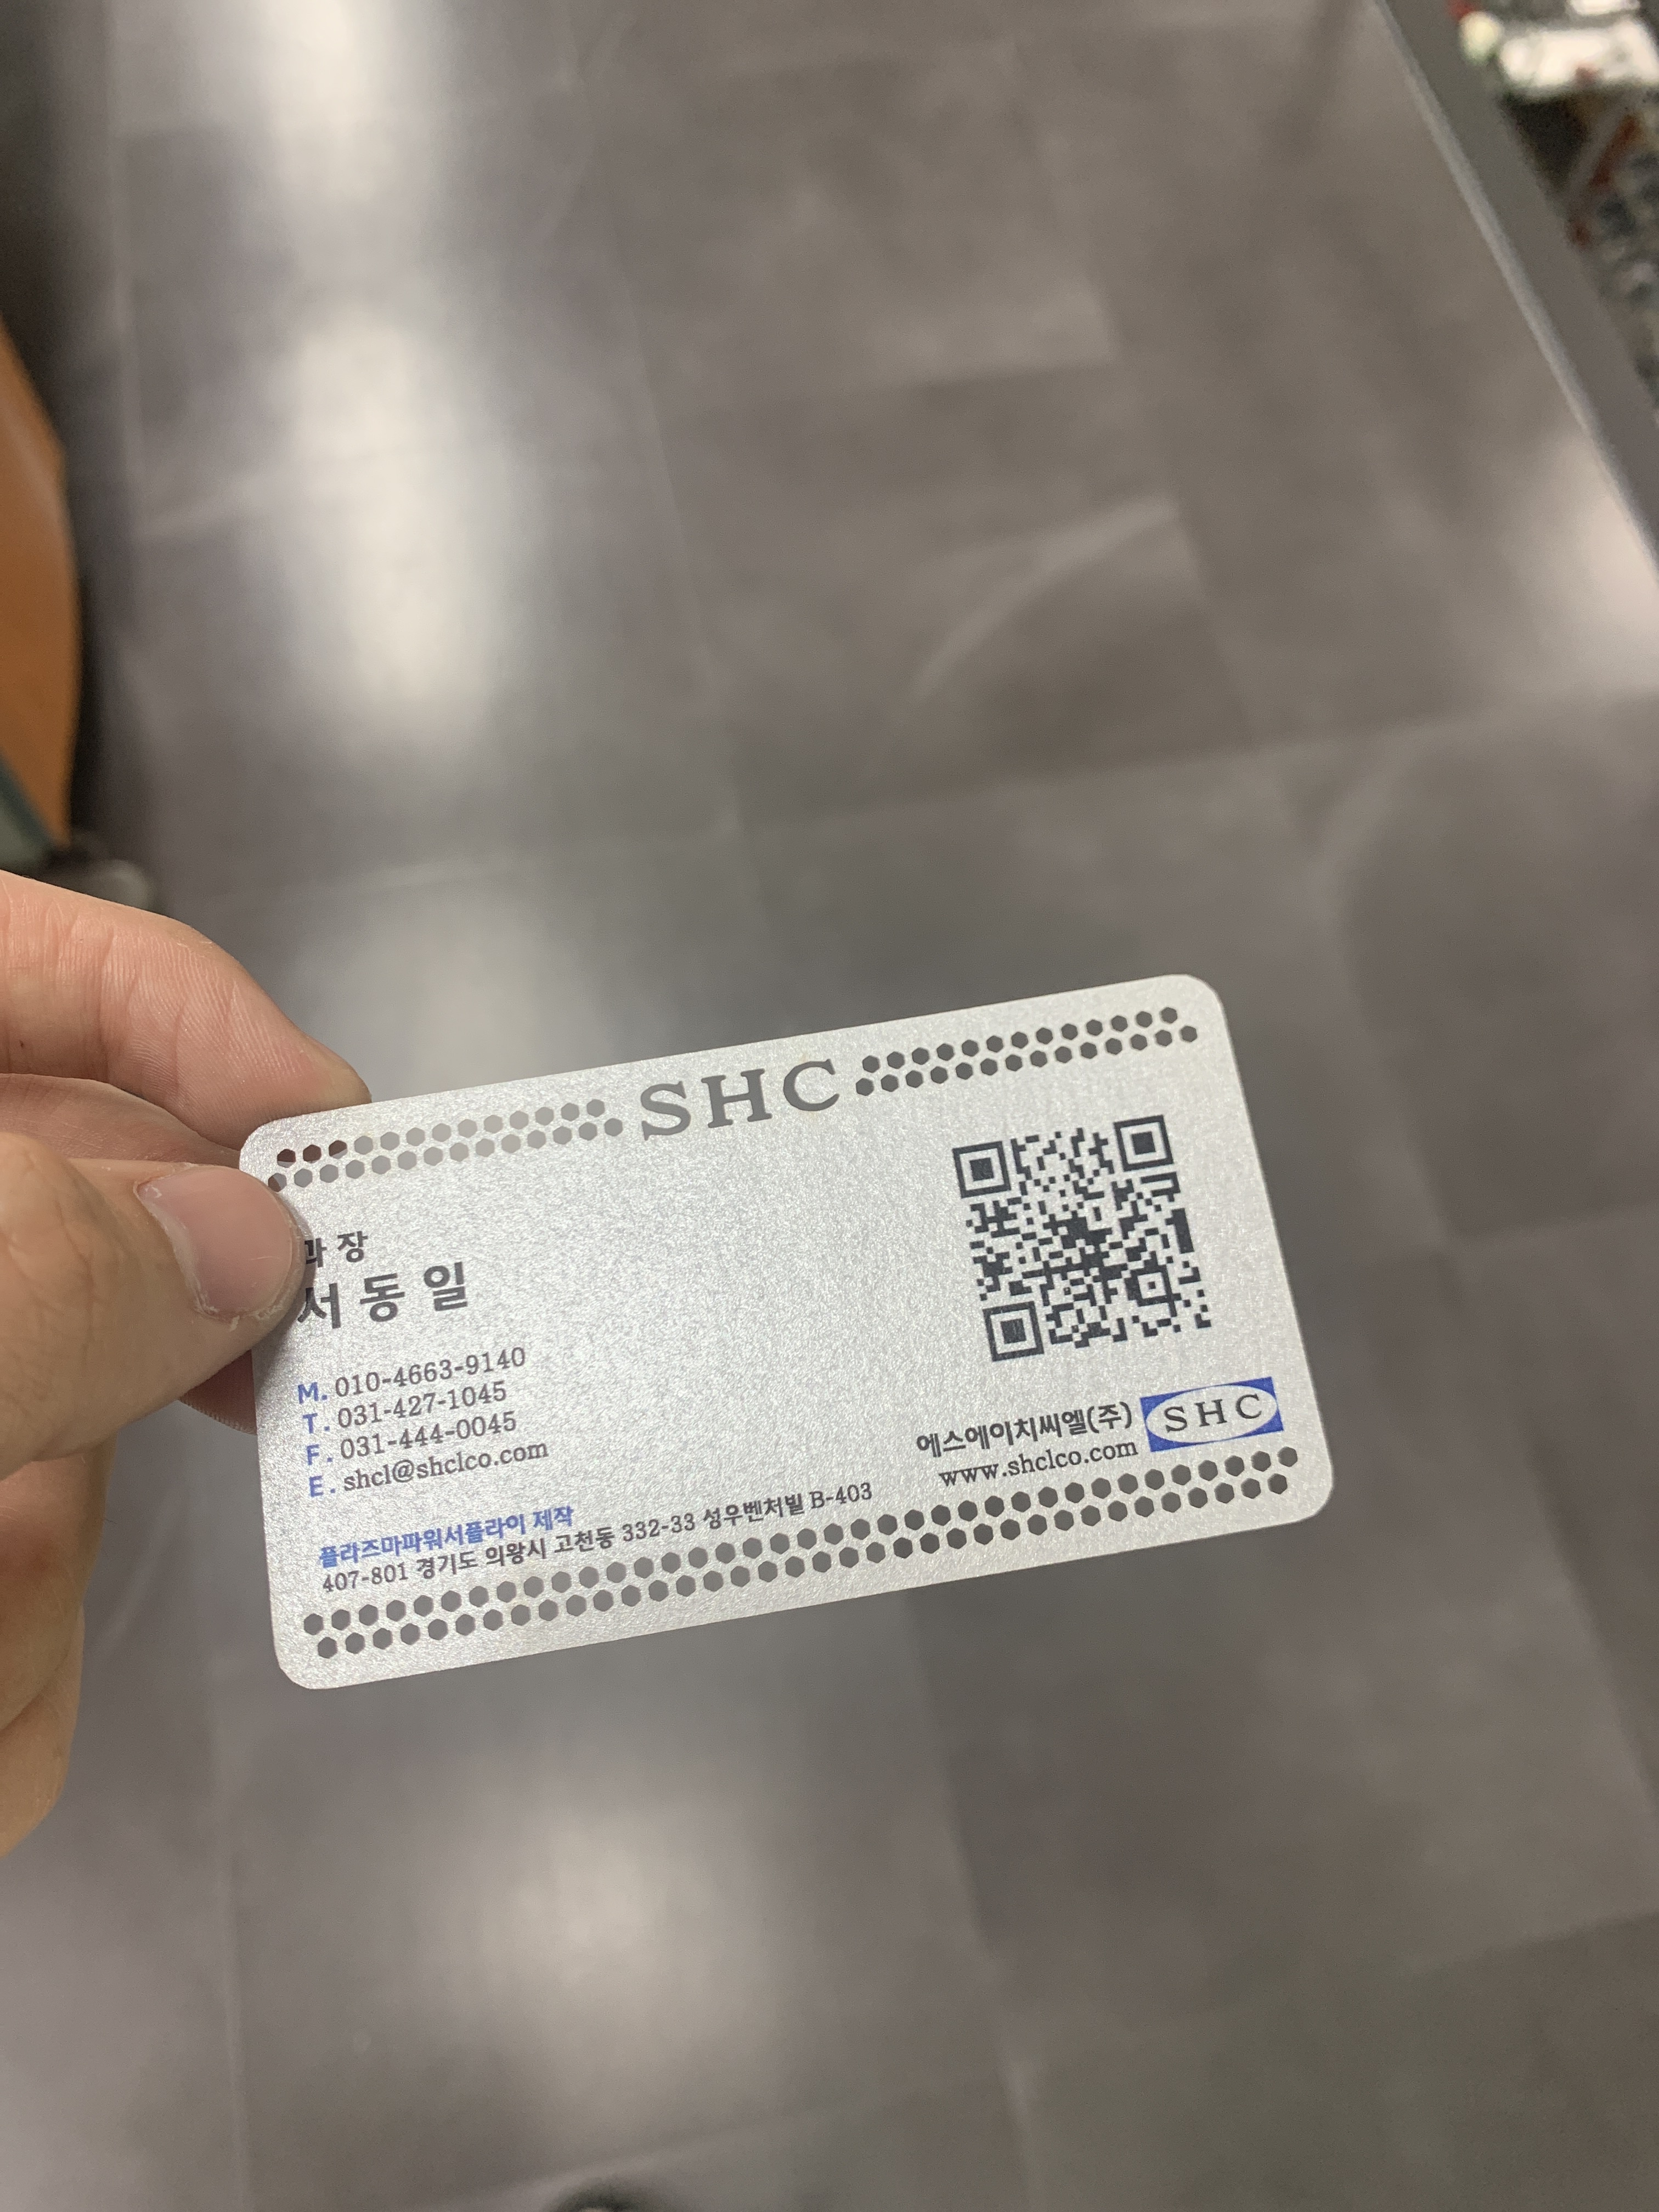 SHC
과 장
서 동 일
M. 010-4663-9140
T. 031-427-1045
F. 031-444-0045
E. shcl@shclco.com
플라즈마파워서플라이 제작
407-801 경기도 의왕시 고천동 332-33 성우벤처빌 B-403
에스에이치씨엘(주)
www.shclco.com
SHC